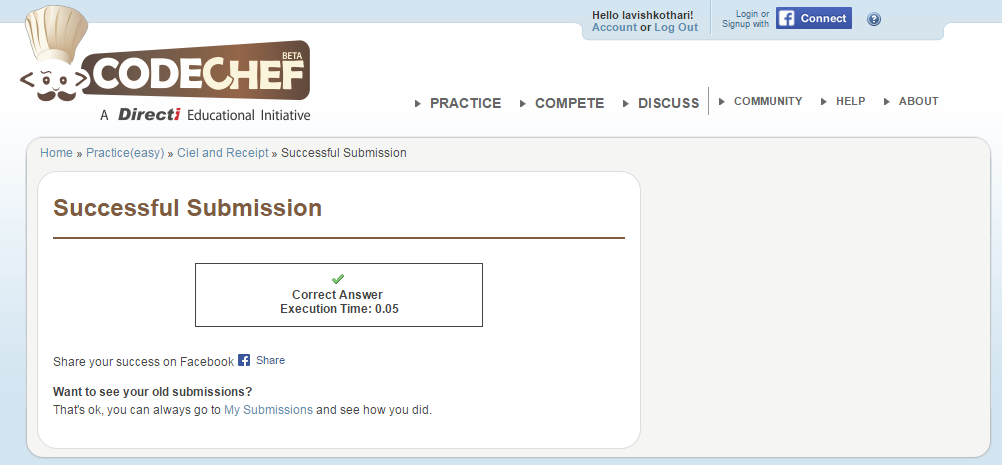 Hello lavishkothari!
Account or Log Out
Login or
Signup with
Connect
?
CODECHEF BETA
A Directi Educational Initiative
PRACTICE COMPETE DISCUSS COMMUNITY HELP ABOUT
Home » Practice(easy) » Ciel and Receipt » Successful Submission
Successful Submission
Correct Answer
Execution Time: 0.05
Share your success on Facebook Share
Want to see your old submissions?
That's ok, you can always go to My Submissions and see how you did.